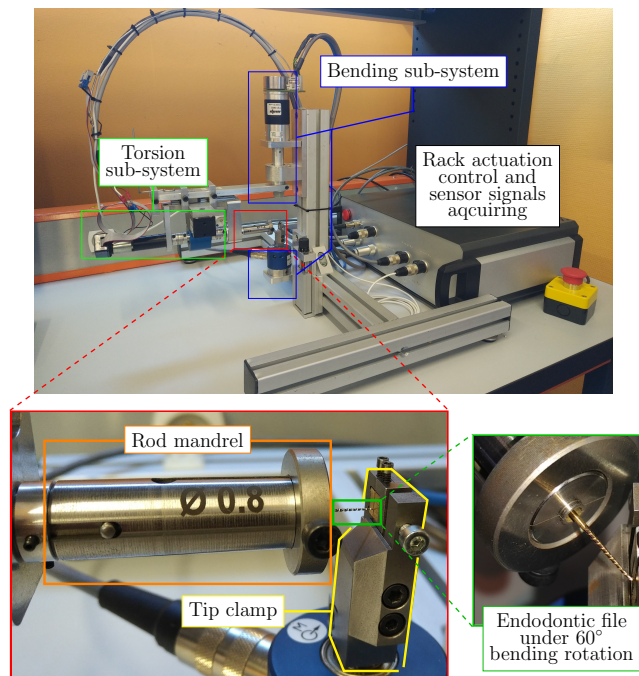 Bending sub-system
Torsion
sub-system
Rack actuation
control and
sensor signals
aqcuiring
Rod mandrel
Ø 0.8
Tip clamp
Endodontic file
under 60°
bending rotation